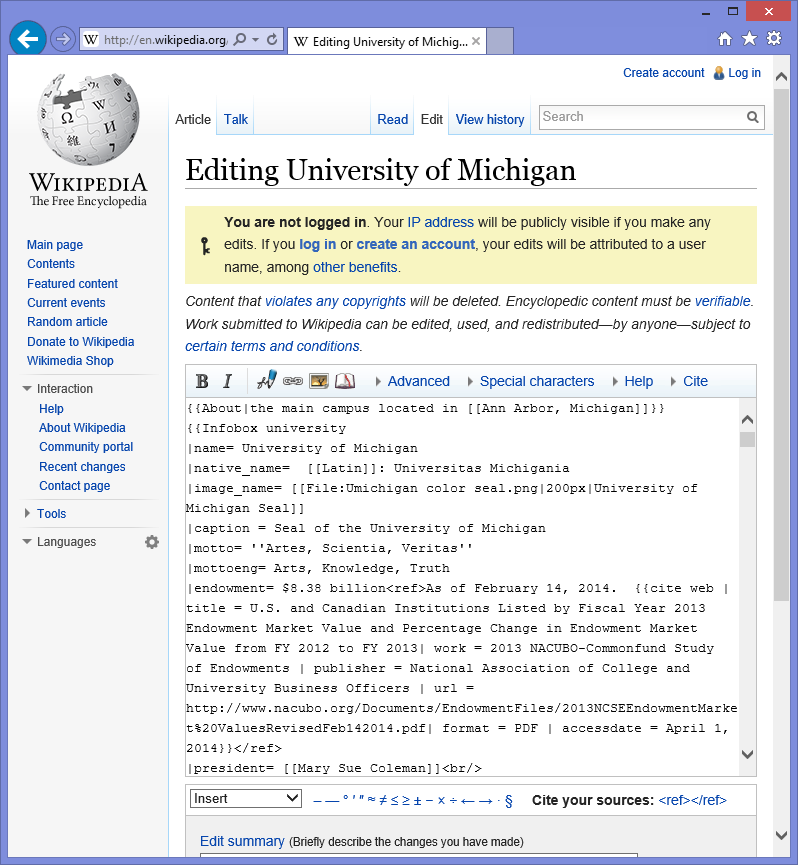 http://en.wikipedia.org
W Editing University of Michig...
Create account Log in
Article Talk Read Edit View history Search
WIKIPEDIA
The Free Encyclopedia
Main page
Contents
Featured content
Current events
Random article
Donate to Wikipedia
Wikimedia Shop
Interaction
Help
About Wikipedia
Community portal
Recent changes
Contact page
Tools
Languages
Editing University of Michigan
You are not logged in. Your IP address will be publicly visible if you make any
edits. If you log in or create an account, your edits will be attributed to a user
name, among other benefits.
Content that violates any copyrights will be deleted. Encyclopedic content must be verifiable.
Work submitted to Wikipedia can be edited, used, and redistributed—by anyone—subject to
certain terms and conditions.
B I Advanced Special characters Help Cite
{{About|the main campus located in [[Ann Arbor, Michigan]]}}
{{Infobox university
|name= University of Michigan
|native_name=  [[Latin]]: Universitas Michigania
|image_name= [[File:Umichigan color seal.png|200px|University of
Michigan Seal]]
|caption = Seal of the University of Michigan
|motto= ''Artes, Scientia, Veritas''
|mottoeng= Arts, Knowledge, Truth
|endowment= $8.38 billion<ref>As of February 14, 2014.  {{cite web |
title = U.S. and Canadian Institutions Listed by Fiscal Year 2013
Endowment Market Value and Percentage Change in Endowment Market
Value from FY 2012 to FY 2013| work = 2013 NACUBO-Commonfund Study
of Endowments | publisher = National Association of College and
University Business Officers | url =
http://www.nacubo.org/Documents/EndowmentFiles/2013NCSEEndowmentMarke
t%20ValuesRevisedFeb142014.pdf| format = PDF | accessdate = April 1,
2014}}</ref>
|president= [[Mary Sue Coleman]]<br/>
Insert – — ° ′ ″ ≈ ≠ ≤ ≥ ± − × ÷ ← → · § Cite your sources: <ref></ref>
Edit summary (Briefly describe the changes you have made)